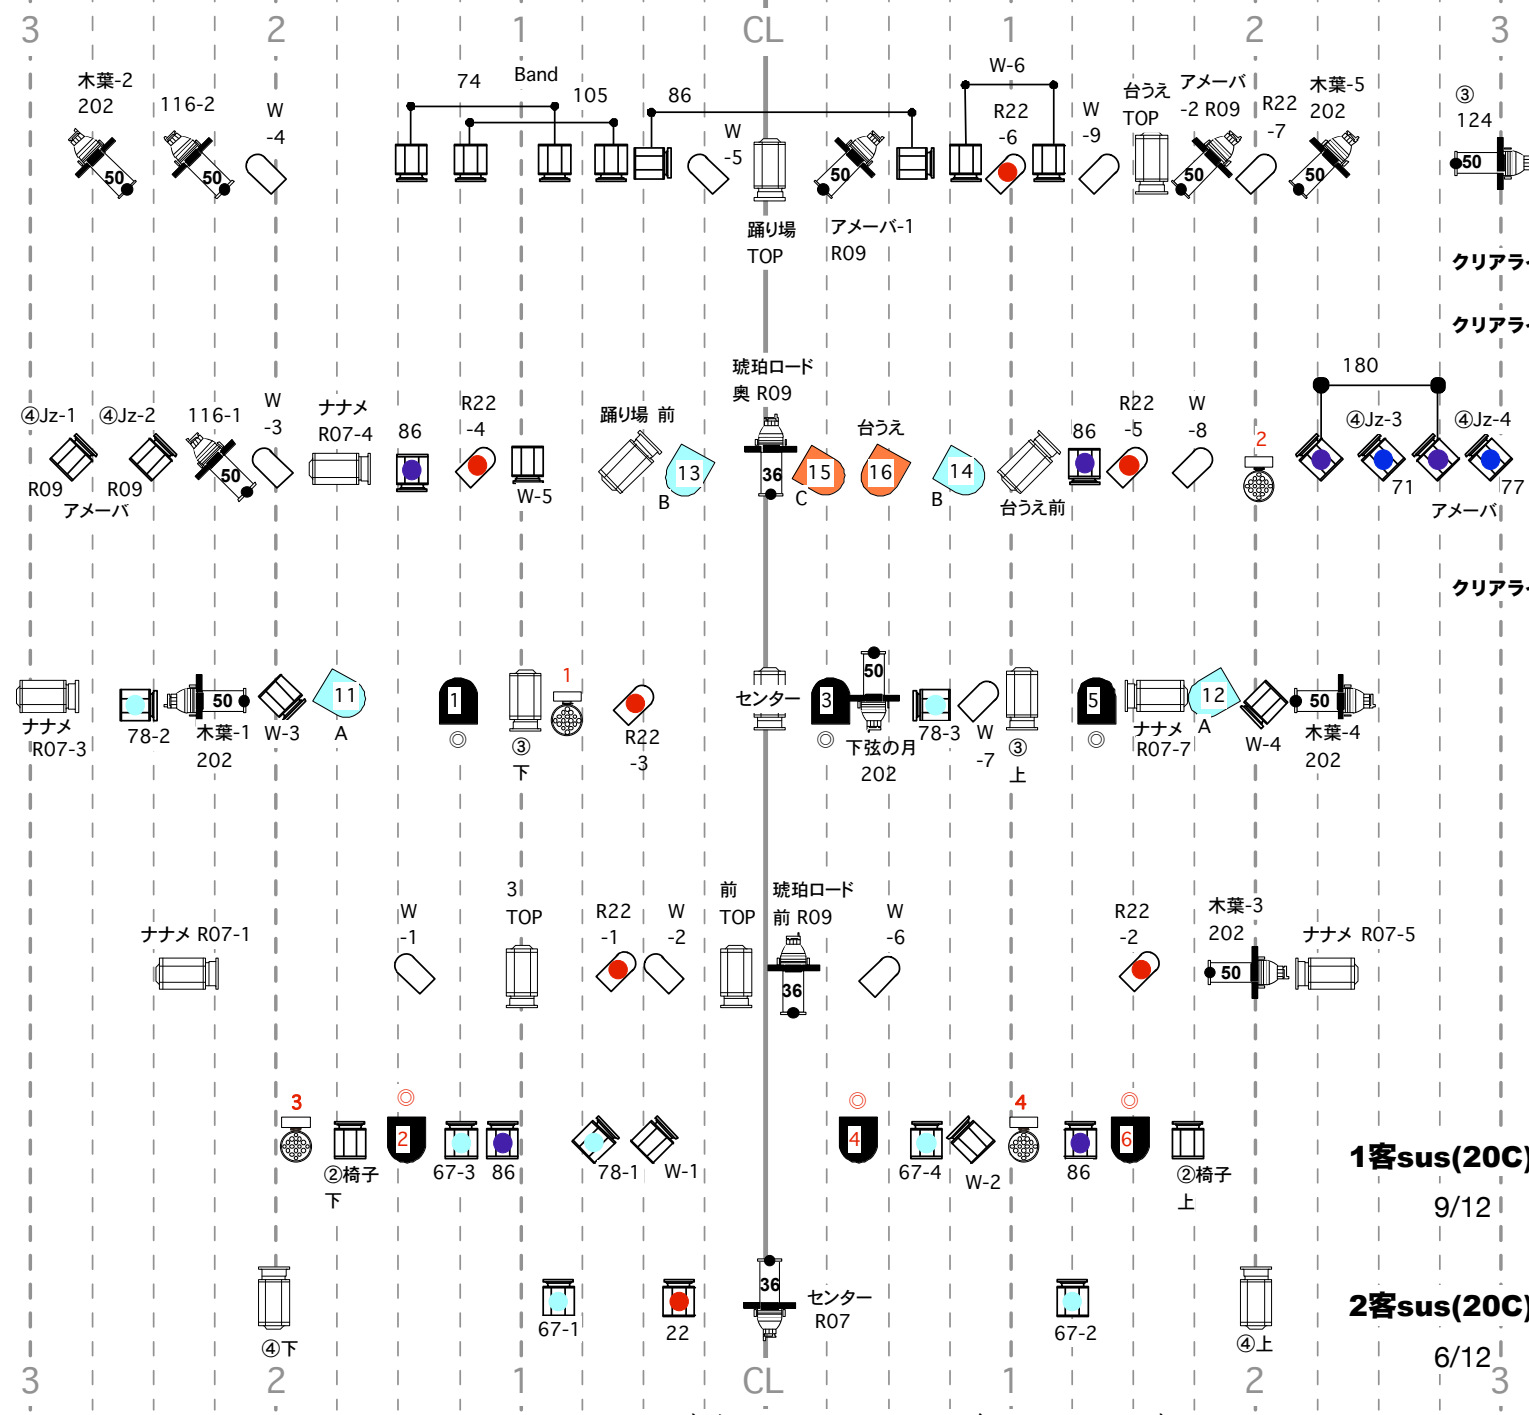 3 2 1 CL 1 2 3
木葉-2
202
116-2
W
-4
74
Band
105
86
W
-5
踊り場
TOP
アメーバ-1
R09
W-6
R22
-6
W
-9
台うえ
TOP
アメーバ
-2 R09
R22
-7
木葉-5
202
③
124
50
50
50
50
50
50
クリアラ
クリアラ
④Jz-1
R09
④Jz-2
R09
アメーバ
116-1
50
W
-3
ナナメ
R07-4
86
R22
-4
W-5
踊り場 前
13
B
琥珀ロード
奥 R09
36
15
C
台うえ
16
14
B
台うえ前
86
R22
-5
W
-8
2
180
④Jz-3
71
④Jz-4
77
アメーバ
クリアラ
ナナメ
R07-3
78-2
50
木葉-1
202
W-3
11
A
1
◎
③
下
1
R22
-3
センター
3
◎
50
下弦の月
202
78-3
W
-7
③
上
5
◎
ナナメ
R07-7
12
A
W-4
50
木葉-4
202
ナナメ R07-1
W
-1
3
TOP
R22
-1
W
-2
前
TOP
琥珀ロード
前 R09
36
W
-6
R22
-2
木葉-3
202
50
ナナメ R07-5
3
②椅子
下
◎
2
67-3
86
78-1
W-1
◎
4
67-4
W-2
4
86
◎
6
②椅子
上
1客sus(20C)
9/12
④下
67-1
22
36
センター
R07
67-2
④上
2客sus(20C)
6/12
3 2 1 CL 1 2 3